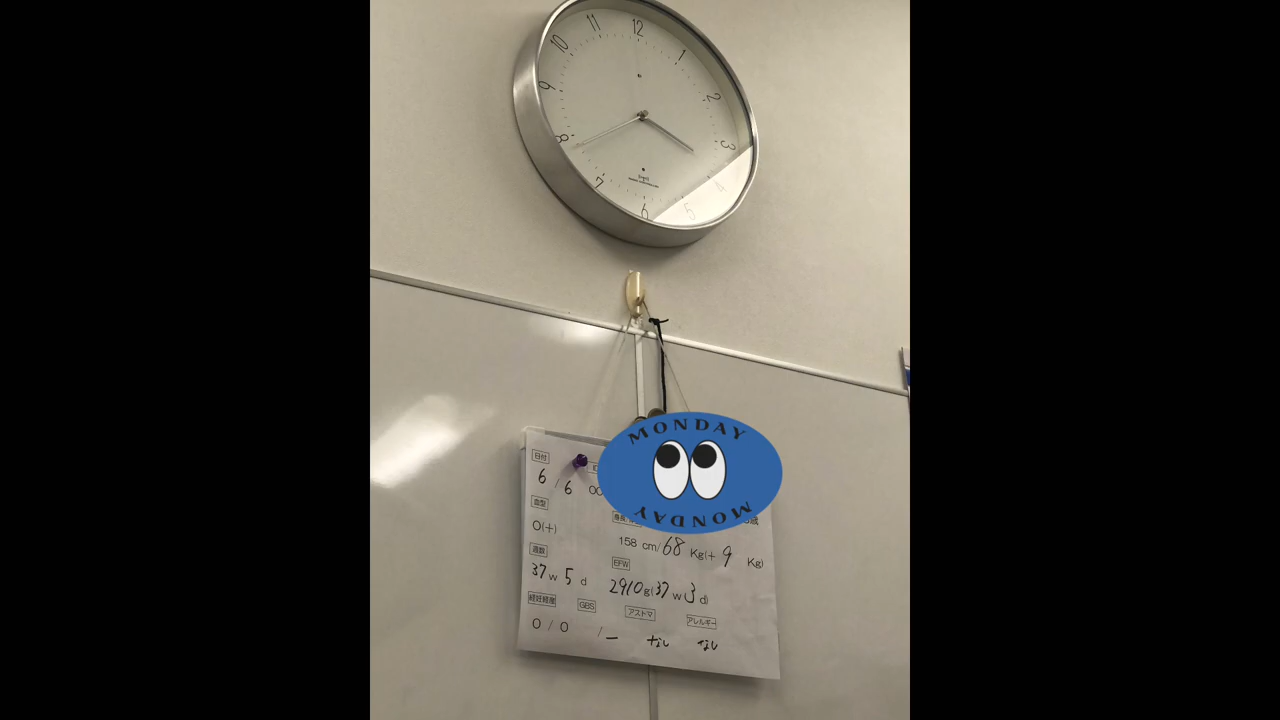 12
1
2
3
4
5
6
7
8
9
10
11
MONDAY
MONDAY
日付
6 / 6
血型
O(+)
158 cm/68 Kg(+ 9 Kg)
週数
EFW
37 w 5 d
2910g(37 w 3 d)
経妊経産
GBS
アストマ
アレルギー
0 / 0
/ー
なし
なし